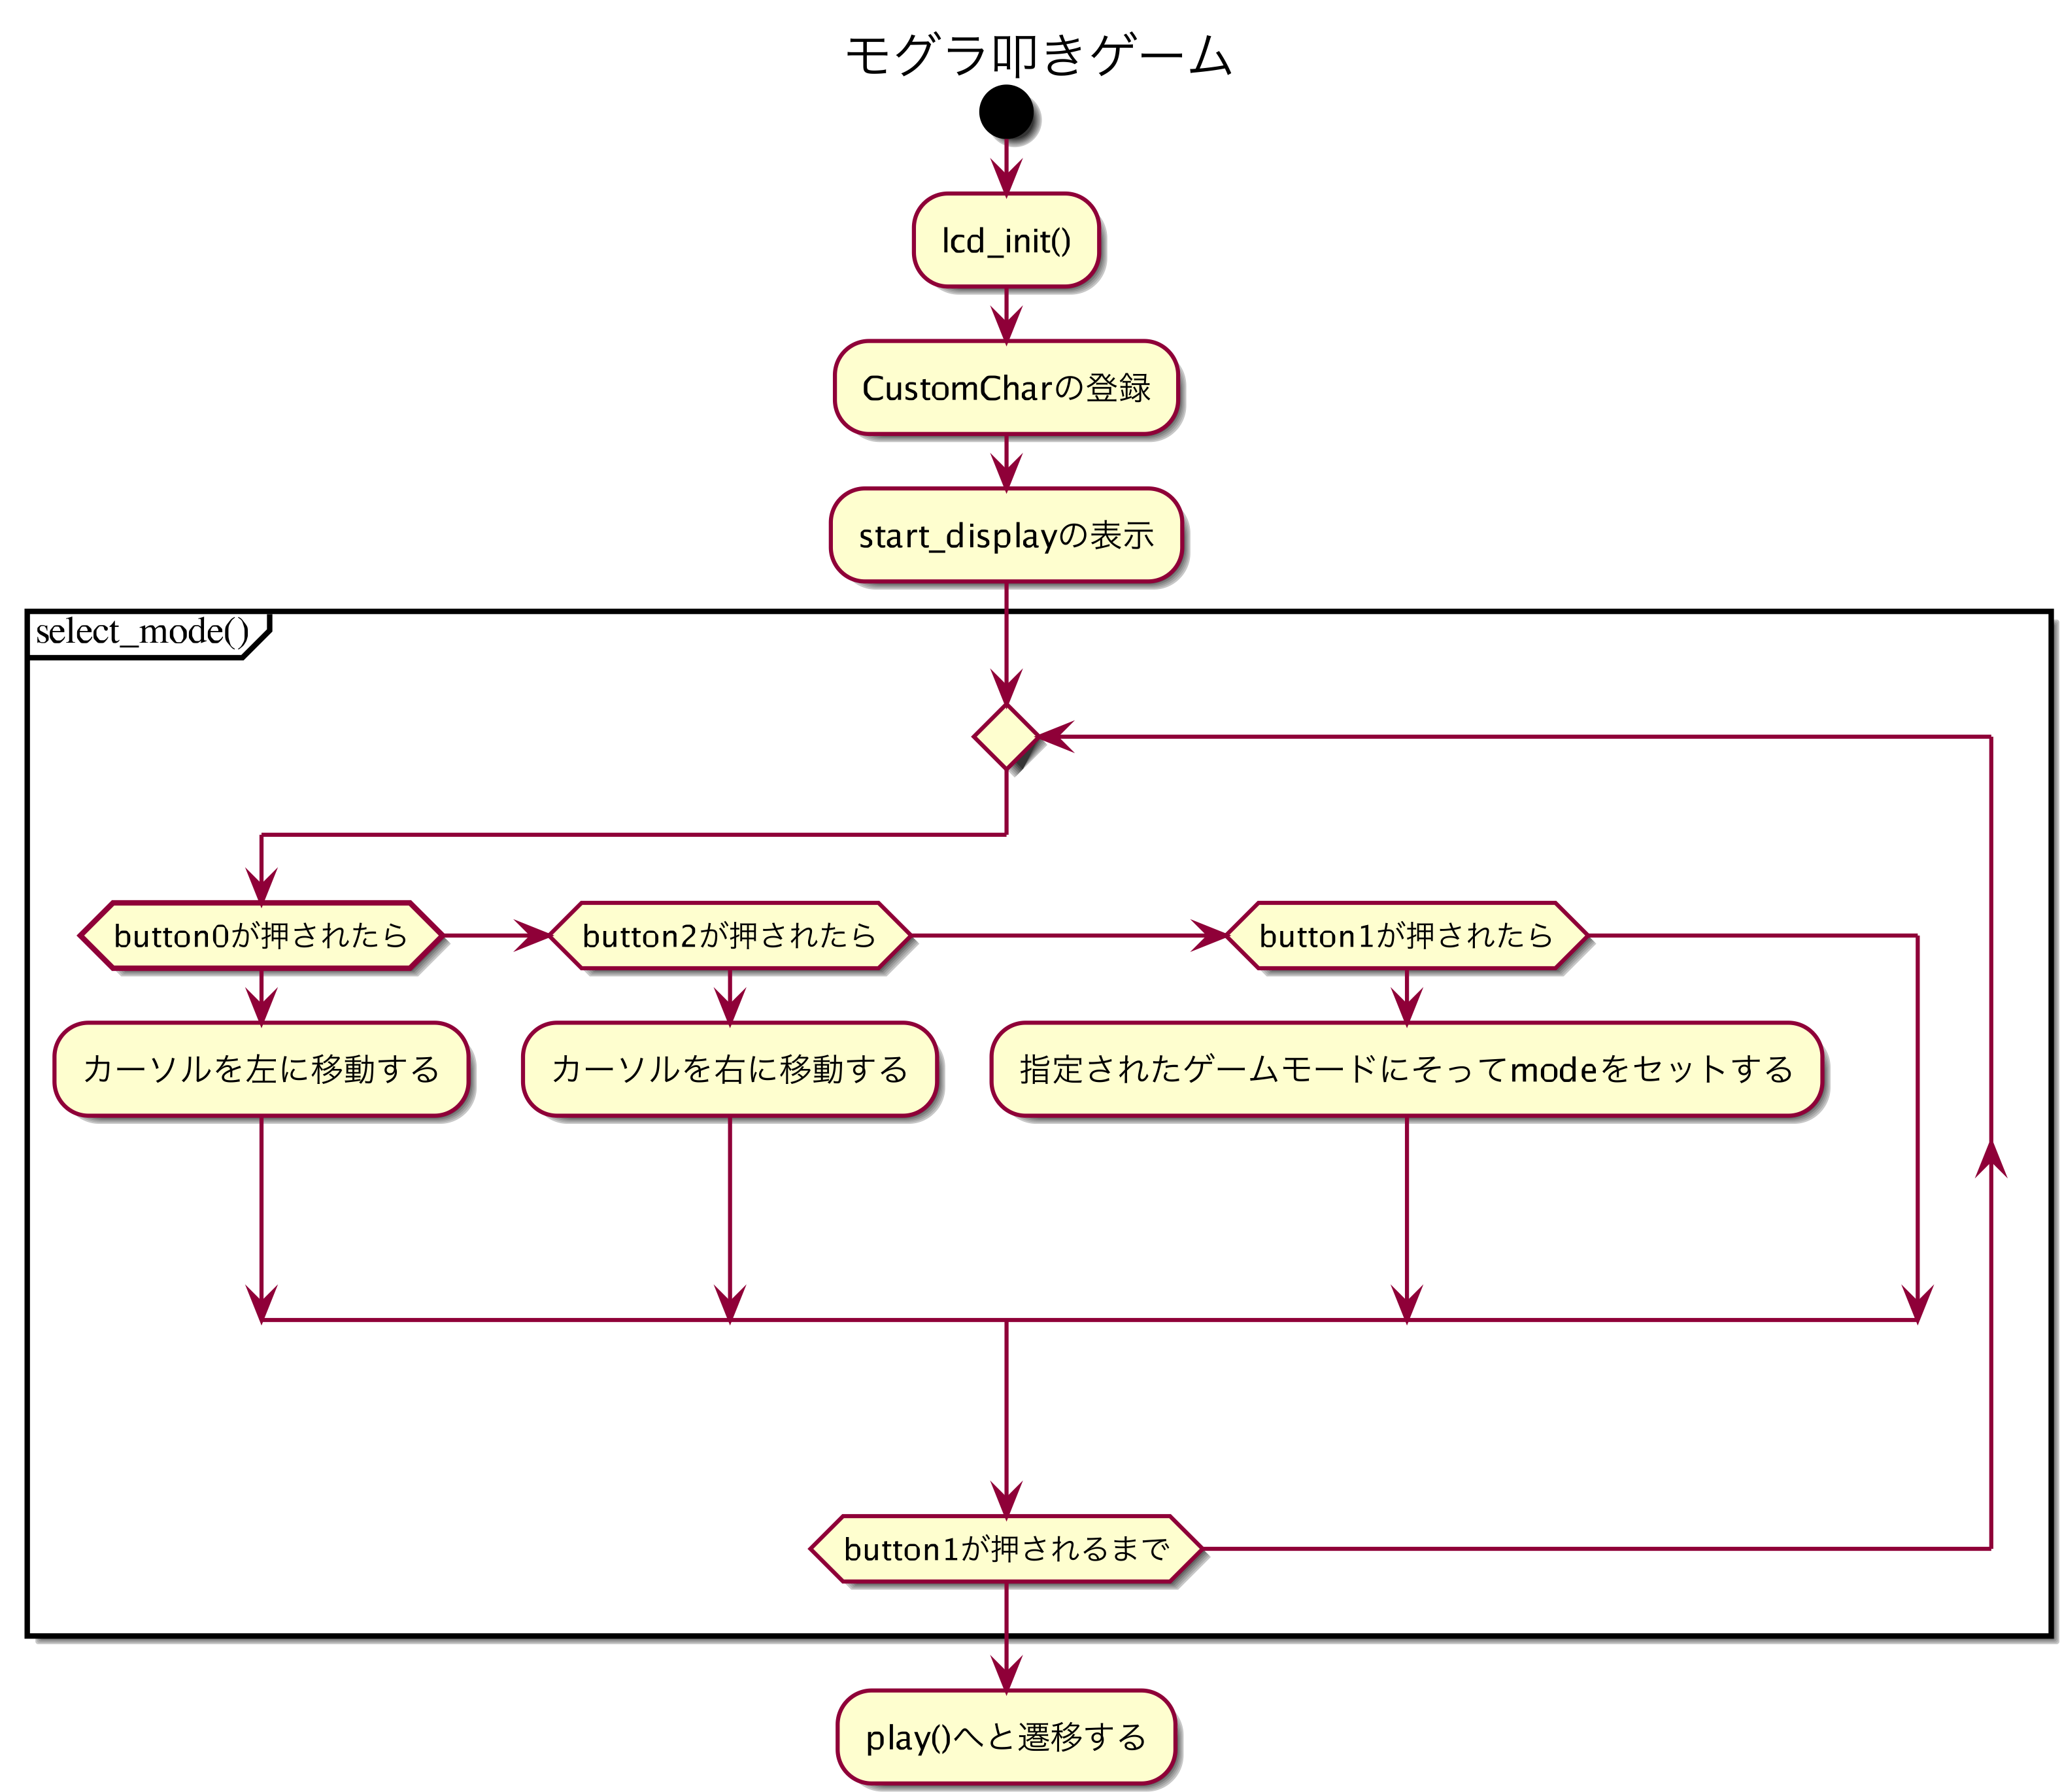 モグラ叩きゲーム
lcd_init()
CustomCharの登録
start_displayの表示
select_mode()
button0が押されたら
button2が押されたら
button1が押されたら
カーソルを左に移動する
カーソルを右に移動する
指定されたゲームモードにそってmodeをセットする
button1が押されるまで
play()へと遷移する